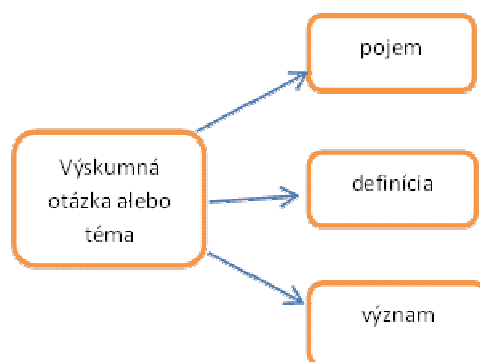 pojem
Výskumná
otázka alebo
téma
definícia
význam